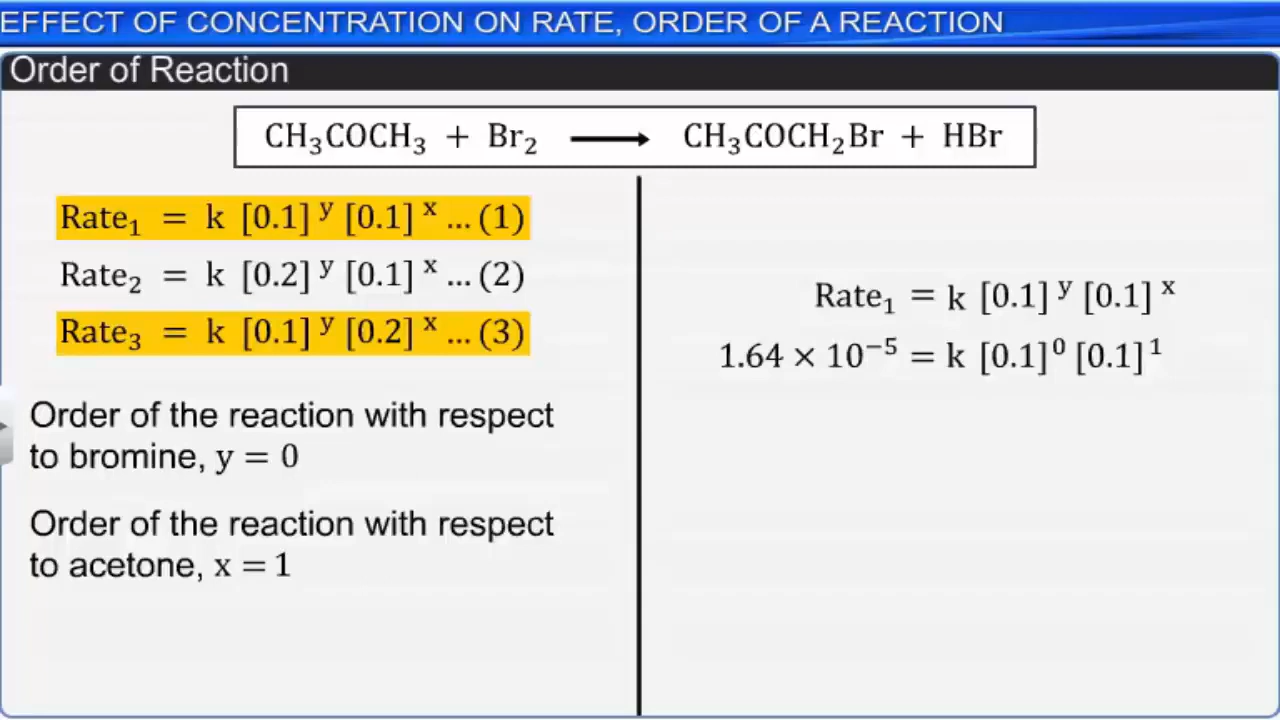 EFFECT OF CONCENTRATION ON RATE, ORDER OF A REACTION
Order of Reaction
CH₃COCH₃ + Br₂ ⟶ CH₃COCH₂Br + HBr
Rate₁ = k [0.1] ʸ [0.1] ˣ ... (1)
Rate₂ = k [0.2] ʸ [0.1] ˣ ... (2)
Rate₃ = k [0.1] ʸ [0.2] ˣ ... (3)
Order of the reaction with respect
to bromine, y = 0
Order of the reaction with respect
to acetone, x = 1
Rate₁ = k [0.1] ʸ [0.1] ˣ
1.64 × 10⁻⁵ = k [0.1]⁰ [0.1]¹